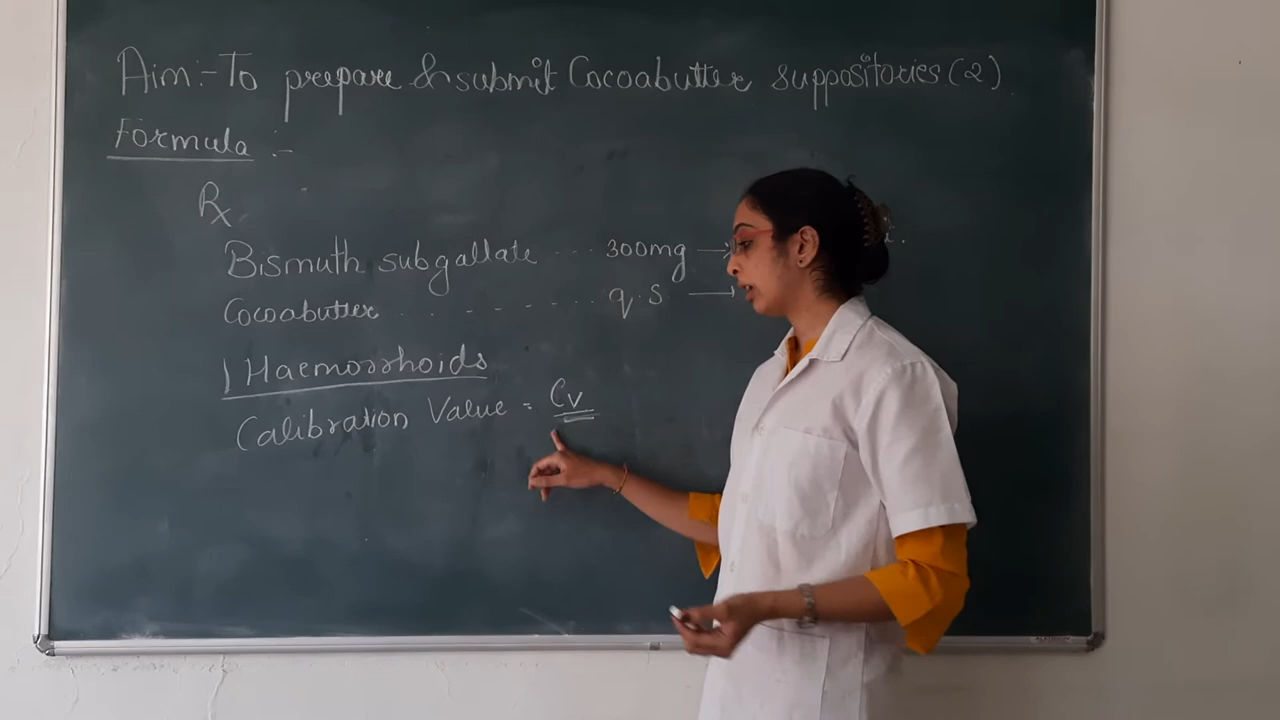 Aim:- To prepare & submit Cocoabutter suppositories (2).
Formula :-
Rx
Bismuth subgallate ... 300mg →
Cocoabutter . . - - - ... q.s →
Haemorrhoids
Calibration Value = Cv